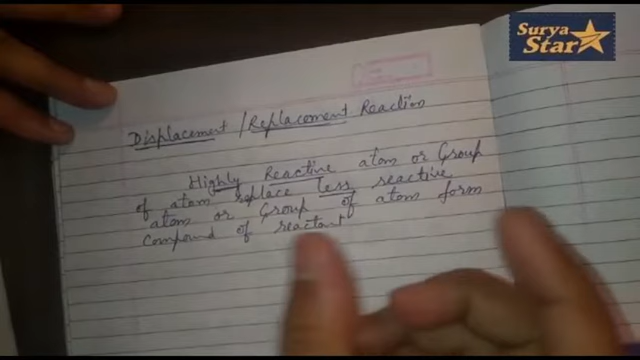 Surya
Star
Displacement / Replacement Reaction
Highly Reactive atom or Group
of atom replace less reactive
atom or Group of atom form
compound of reactant